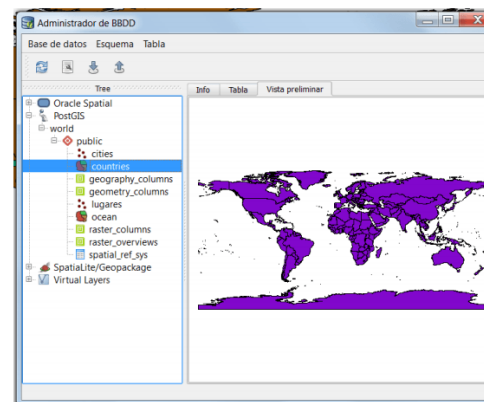 Administrador de BBDD
Base de datos Esquema Tabla
Tree
Info Tabla Vista preliminar
Oracle Spatial
PostGIS
world
public
cities
countries
geography_columns
geometry_columns
lugares
ocean
raster_columns
raster_overviews
spatial_ref_sys
SpatiaLite/Geopackage
Virtual Layers